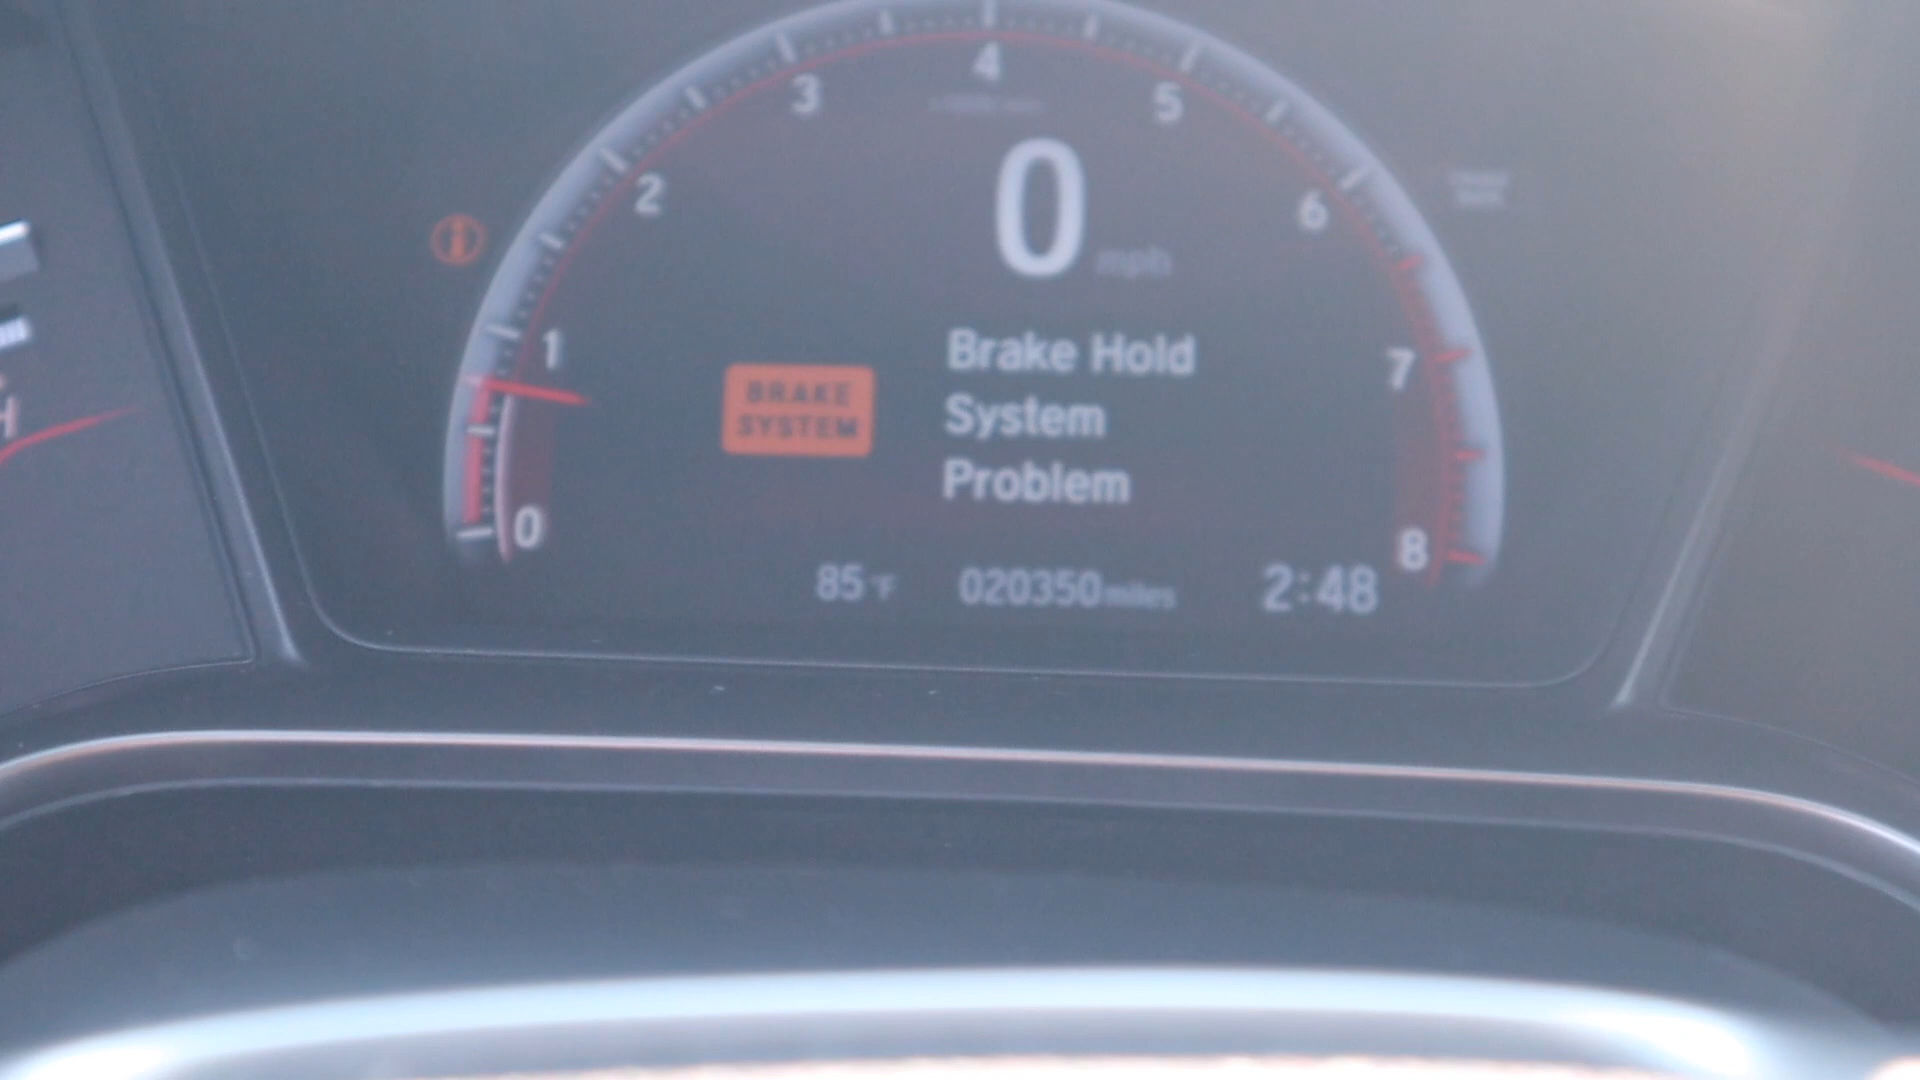 4
3
5
2
6
0 mph
1
7
Brake Hold
System
Problem
BRAKE
SYSTEM
0
8
85°F 020350 miles 2:48
H